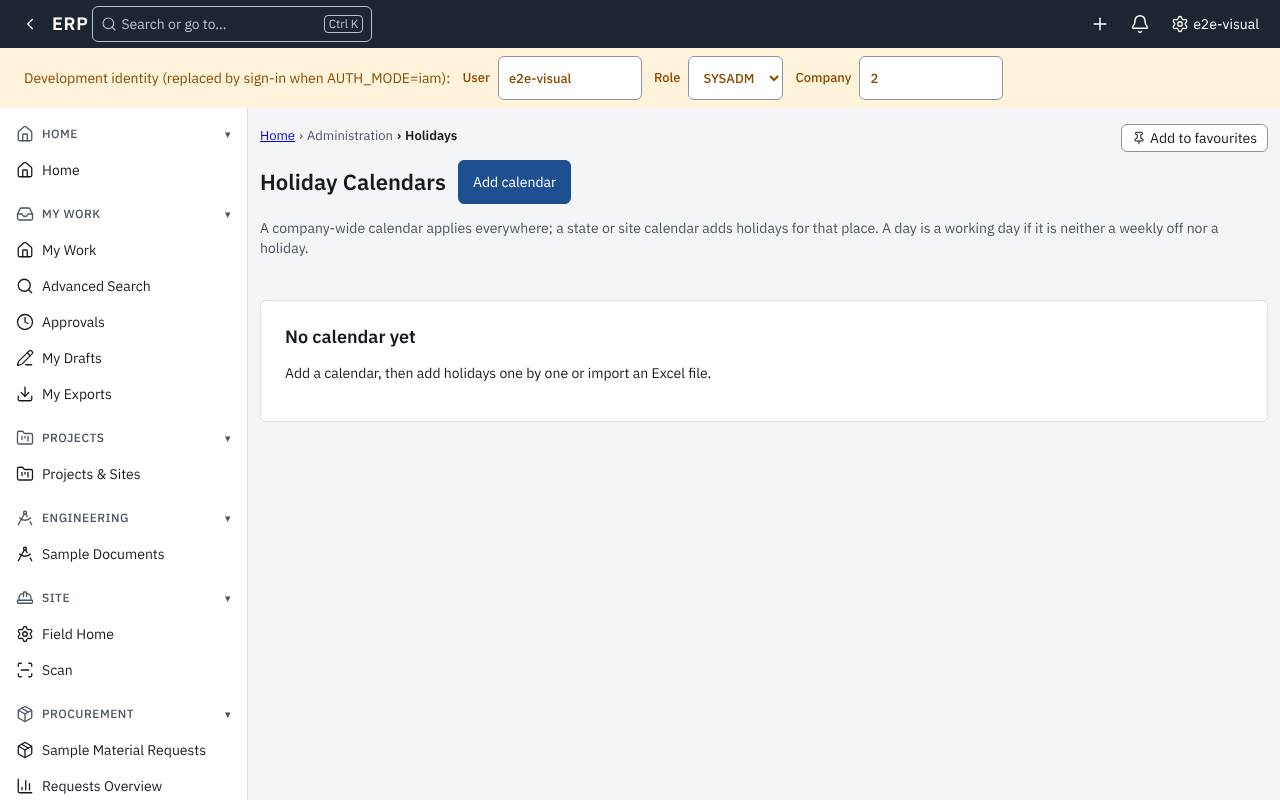 ERP
Search or go to...
Ctrl K
e2e-visual
Development identity (replaced by sign-in when AUTH_MODE=iam):
User
e2e-visual
Role
SYSADM
Company
2
HOME
Home
MY WORK
My Work
Advanced Search
Approvals
My Drafts
My Exports
PROJECTS
Projects & Sites
ENGINEERING
Sample Documents
SITE
Field Home
Scan
PROCUREMENT
Sample Material Requests
Requests Overview
Home › Administration › Holidays
Add to favourites
Holiday Calendars
Add calendar
A company-wide calendar applies everywhere; a state or site calendar adds holidays for that place. A day is a working day if it is neither a weekly off nor a
holiday.
No calendar yet
Add a calendar, then add holidays one by one or import an Excel file.